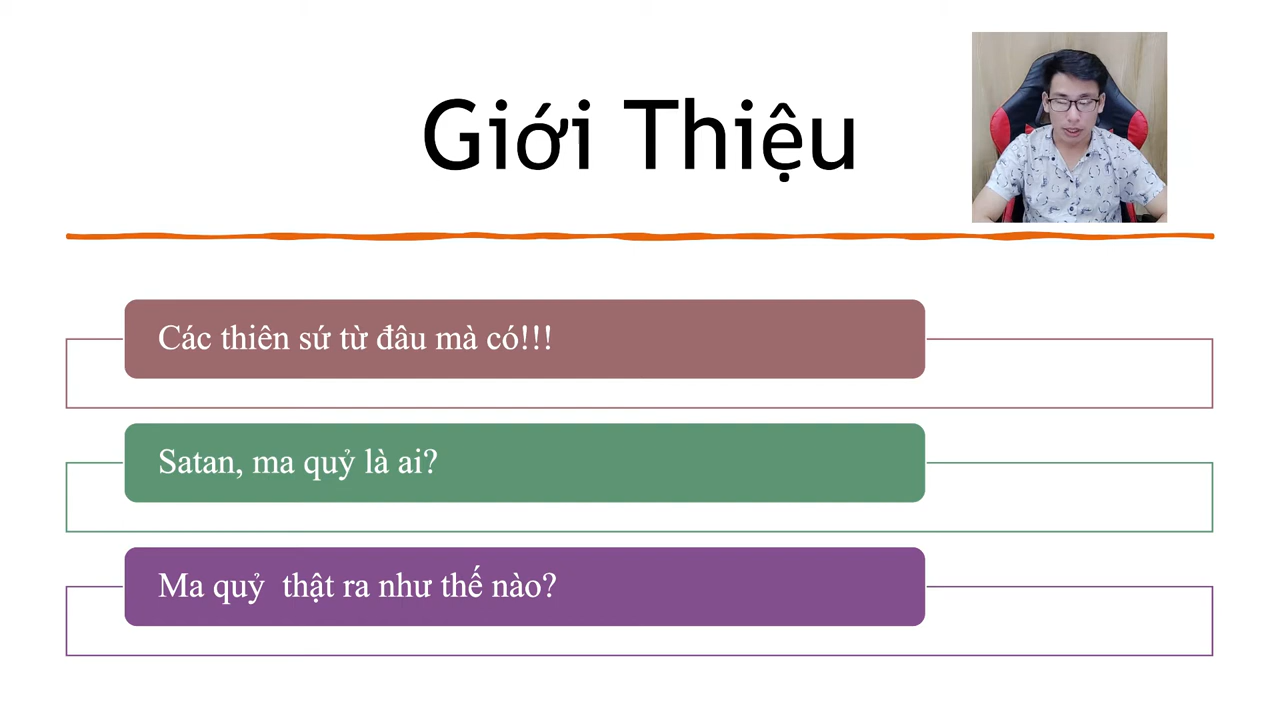 Giới Thiệu
Các thiên sứ từ đâu mà có!!!
Satan, ma quỷ là ai?
Ma quỷ  thật ra như thế nào?